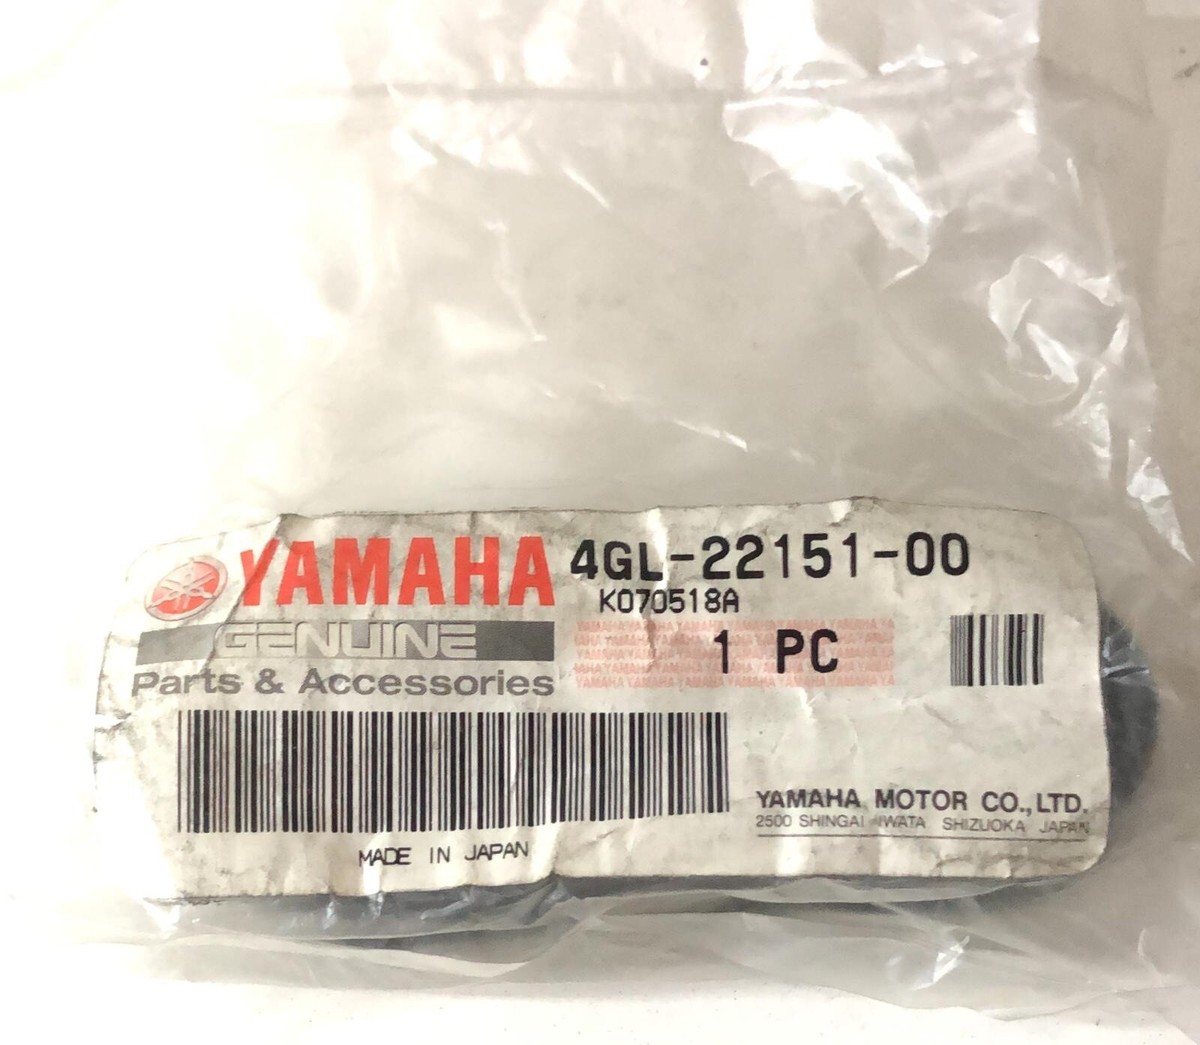 YAMAHA 4GL-22151-00
K070518A
GENUINE
1 PC
Parts & Accessories
YAMAHA MOTOR CO.,LTD.
2500 SHINGAI IWATA SHIZUOKA JAPAN
MADE IN JAPAN